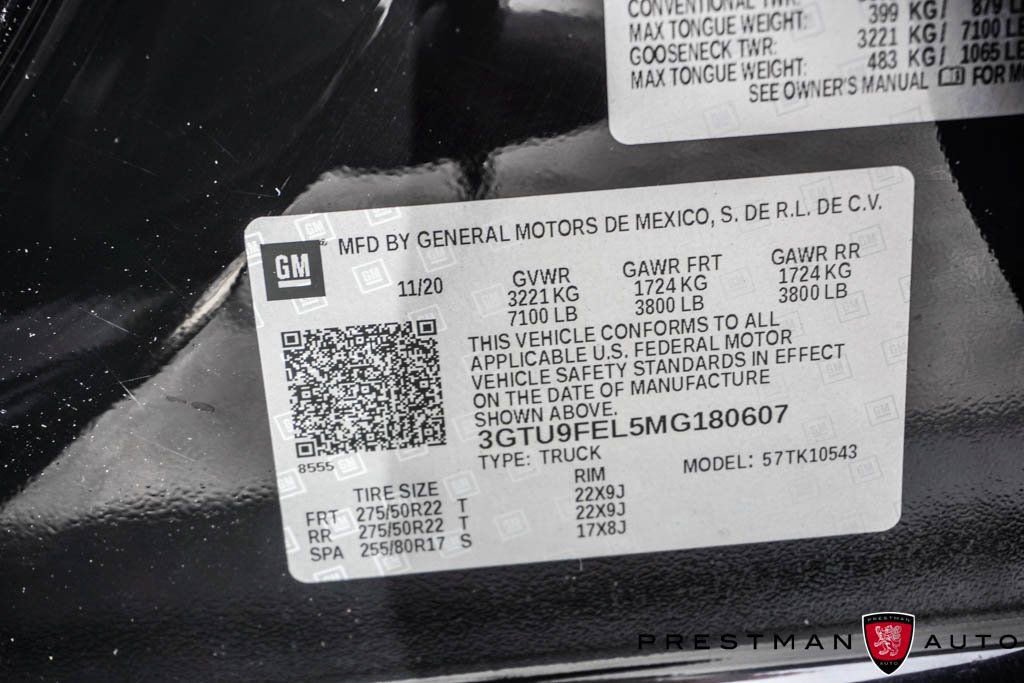 CONVENTIONAL TWR:
MAX TONGUE WEIGHT: 399 KG/ 879 L
GOOSENECK TWR: 3221 KG/ 7100 LB
MAX TONGUE WEIGHT: 483 KG/ 1065 LB
SEE OWNER'S MANUAL FOR M
GM
MFD BY GENERAL MOTORS DE MEXICO, S. DE R.L. DE C.V.
11/20 GVWR GAWR FRT GAWR RR
3221 KG 1724 KG 1724 KG
7100 LB 3800 LB 3800 LB
THIS VEHICLE CONFORMS TO ALL
APPLICABLE U.S. FEDERAL MOTOR
VEHICLE SAFETY STANDARDS IN EFFECT
ON THE DATE OF MANUFACTURE
SHOWN ABOVE.
3GTU9FEL5MG180607
8555 TYPE: TRUCK MODEL: 57TK10543
TIRE SIZE RIM
FRT 275/50R22 T 22X9J
RR 275/50R22 T 22X9J
SPA 255/80R17 S 17X8J
PRESTMAN AUTO
PRESTMAN
AUTO